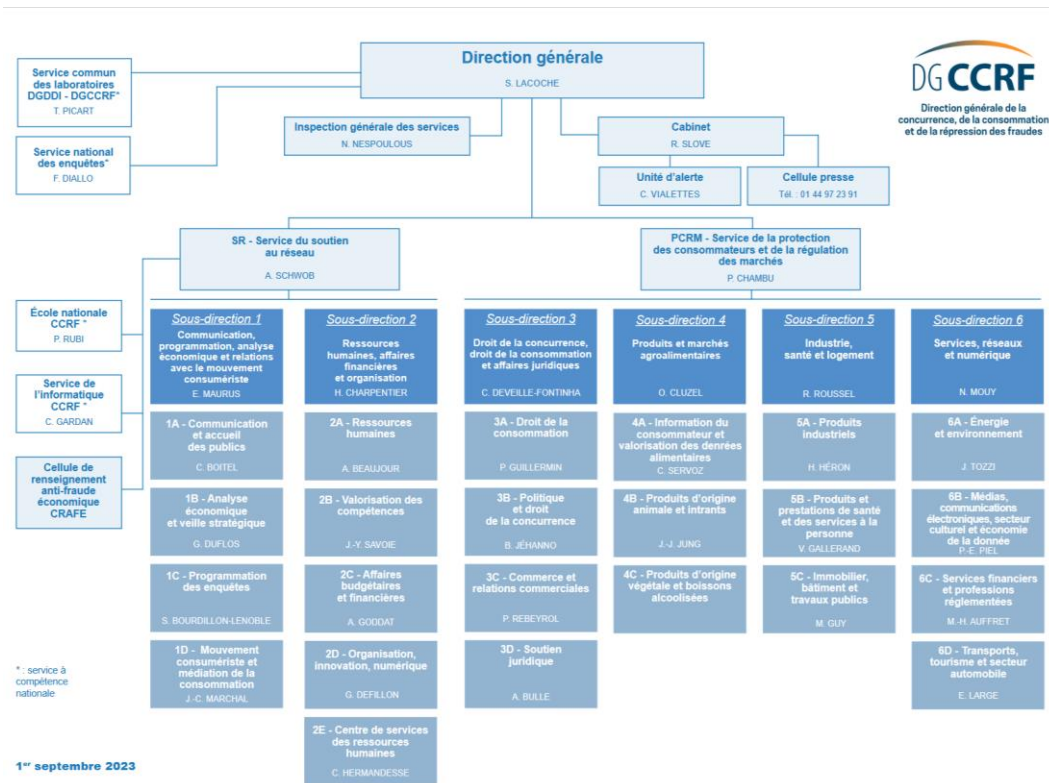 Direction générale
S. LACOCHE
DGCCRF
Direction générale de la
concurrence, de la consommation
et de la répression des fraudes
Service commun
des laboratoires
DGDDI - DGCCRF*
T. PICART
Service national
des enquêtes*
F. DIALLO
Inspection générale des services
N. NESPOULOUS
Cabinet
R. SLOVE
Unité d'alerte
C. VIALETTES
Cellule presse
Tél. : 01 44 97 23 91
SR - Service du soutien
au réseau
A. SCHWOB
PCRM - Service de la protection
des consommateurs et de la régulation
des marchés
P. CHAMBU
École nationale
CCRF *
P. RUBI
Service de
l'informatique
CCRF *
C. GARDAN
Cellule de
renseignement
anti-fraude
économique
CRAFE
Sous-direction 1
Communication,
programmation, analyse
économique et relations
avec le mouvement
consumériste
E. MAURUS
1A - Communication
et accueil
des publics
C. BOITEL
1B - Analyse
économique
et veille stratégique
G. DUFLOS
1C - Programmation
des enquêtes
S. BOURDILLON-LENOBLE
1D - Mouvement
consumériste et
médiation de la
consommation
J.-C. MARCHAL
Sous-direction 2
Ressources
humaines, affaires
financières
et organisation
H. CHARPENTIER
2A - Ressources
humaines
A. BEAUJOUR
2B - Valorisation des
compétences
J.-Y. SAVOIE
2C - Affaires
budgétaires
et financières
A. GODDAT
2D - Organisation,
innovation, numérique
G. DEFILLON
2E - Centre de services
des ressources
humaines
C. HERMANDESSE
Sous-direction 3
Droit de la concurrence,
droit de la consommation
et affaires juridiques
C. DEVEILLE-FONTINHA
3A - Droit de la
consommation
P. GUILLERMIN
3B - Politique
et droit
de la concurrence
B. JÉHANNO
3C - Commerce et
relations commerciales
P. REBEYROL
3D - Soutien
juridique
A. BULLE
Sous-direction 4
Produits et marchés
agroalimentaires
O. CLUZEL
4A - Information du
consommateur et
valorisation des denrées
alimentaires
C. SERVOZ
4B - Produits d'origine
animale et intrants
J.-J. JUNG
4C - Produits d'origine
végétale et boissons
alcoolisées
Sous-direction 5
Industrie,
santé et logement
R. ROUSSEL
5A - Produits
industriels
H. HÉRON
5B - Produits et
prestations de santé
et des services à la
personne
V. GALLERAND
5C - Immobilier,
bâtiment et
travaux publics
M. GUY
Sous-direction 6
Services, réseaux
et numérique
N. MOUY
6A - Énergie
et environnement
J. TOZZI
6B - Médias,
communications
électroniques, secteur
culturel et économie
de la donnée
P.-E. PIEL
6C - Services financiers
et professions
réglementées
M.-H. AUFFRET
6D - Transports,
tourisme et secteur
automobile
E. LARGE
* : service à
compétence
nationale
1er septembre 2023